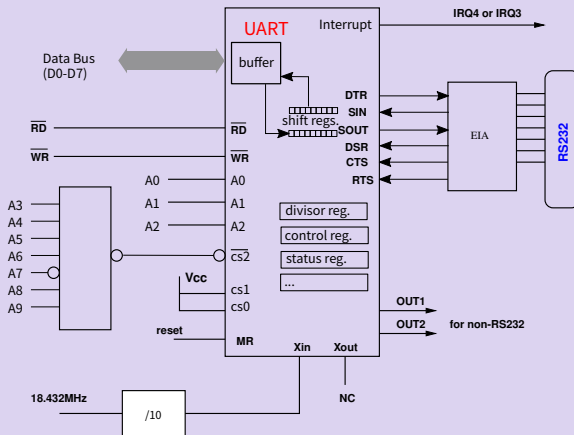 IRQ4 or IRQ3
UART
Interrupt
Data Bus
(D0-D7)
buffer
DTR
SIN
shift regs.
SOUT
DSR
CTS
RTS
EIA
RS232
RD
RD
WR
WR
A0
A0
A1
A1
A2
A2
A3
A4
A5
A6
A7
A8
A9
cs2
divisor reg.
control reg.
status reg.
...
Vcc
cs1
cs0
OUT1
OUT2
for non-RS232
reset
MR
Xin
Xout
NC
18.432MHz
/10